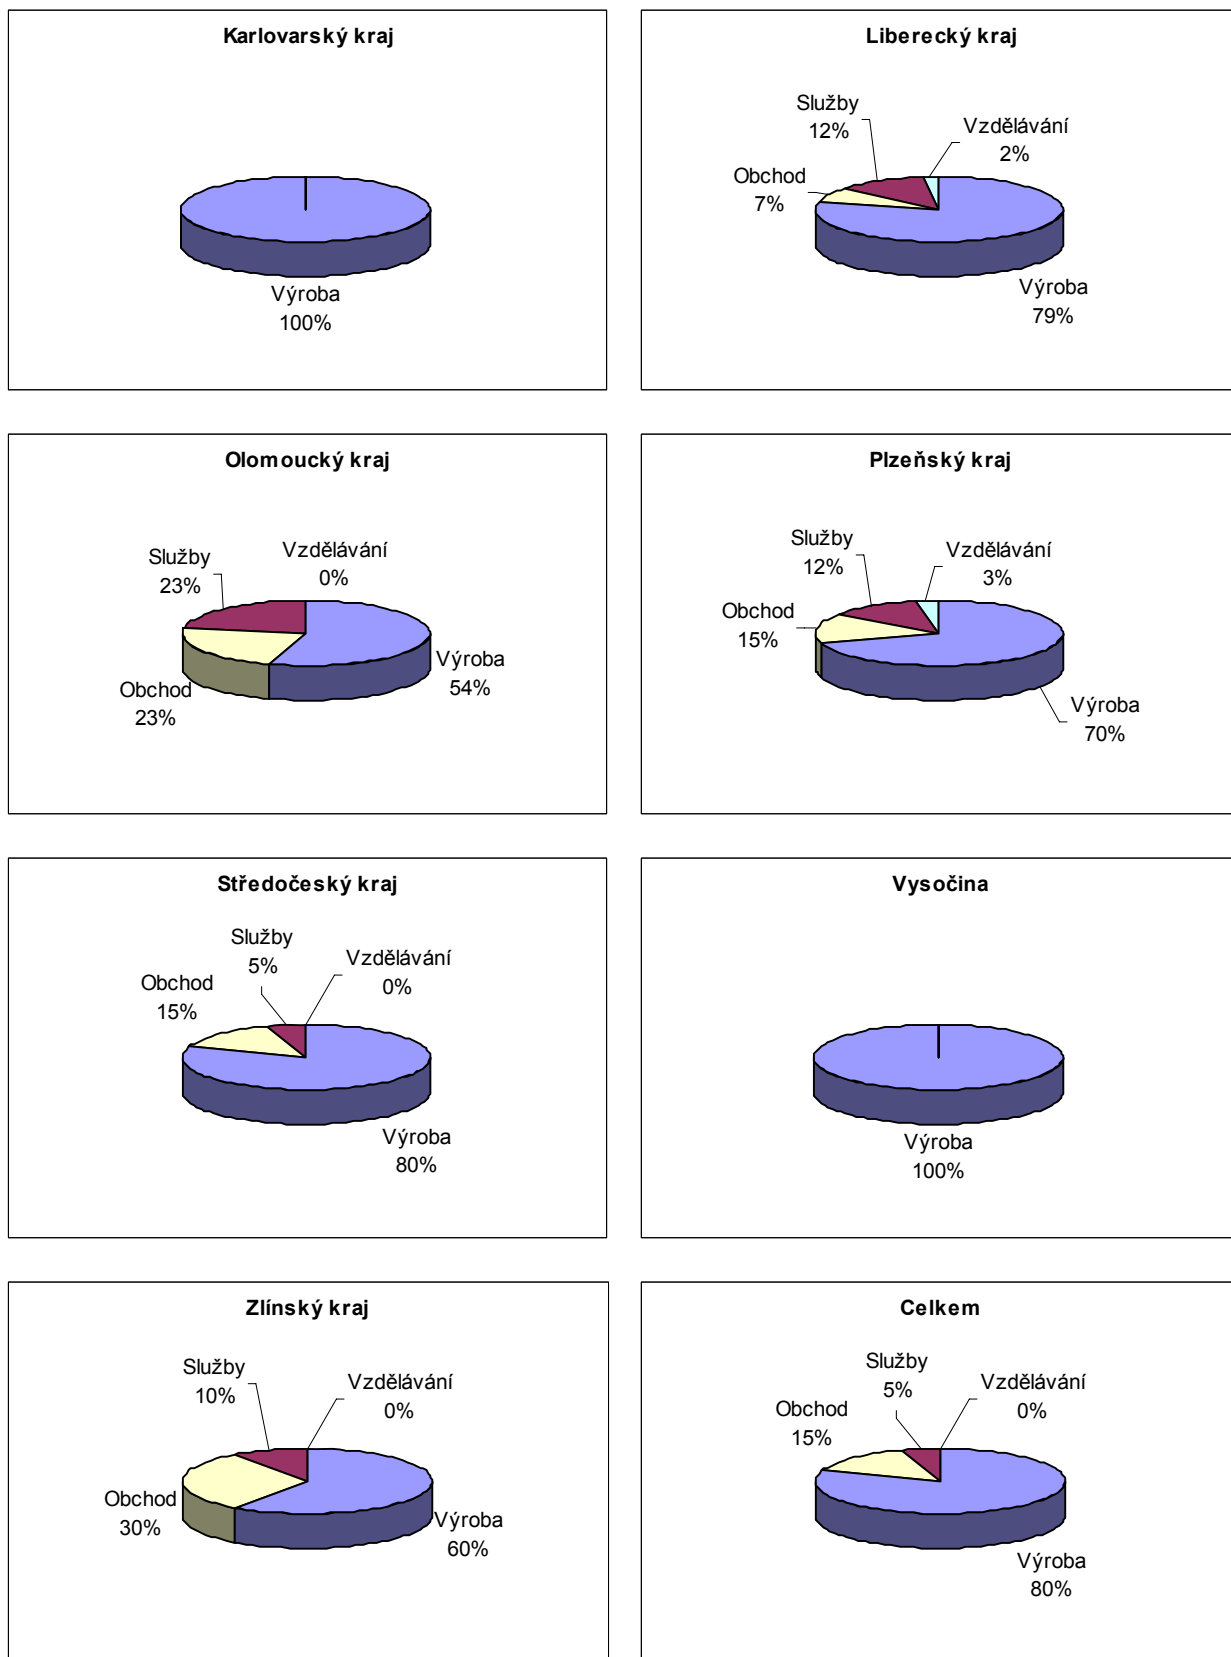 Karlovarský kraj
Výroba
100%
Liberecký kraj
Služby
12%
Vzdělávání
2%
Obchod
7%
Výroba
79%
Olomoucký kraj
Služby
23%
Vzdělávání
0%
Obchod
23%
Výroba
54%
Plzeňský kraj
Služby
12%
Vzdělávání
3%
Obchod
15%
Výroba
70%
Středočeský kraj
Služby
5%
Vzdělávání
0%
Obchod
15%
Výroba
80%
Vysočina
Výroba
100%
Zlínský kraj
Služby
10%
Vzdělávání
0%
Obchod
30%
Výroba
60%
Celkem
Služby
5%
Vzdělávání
0%
Obchod
15%
Výroba
80%